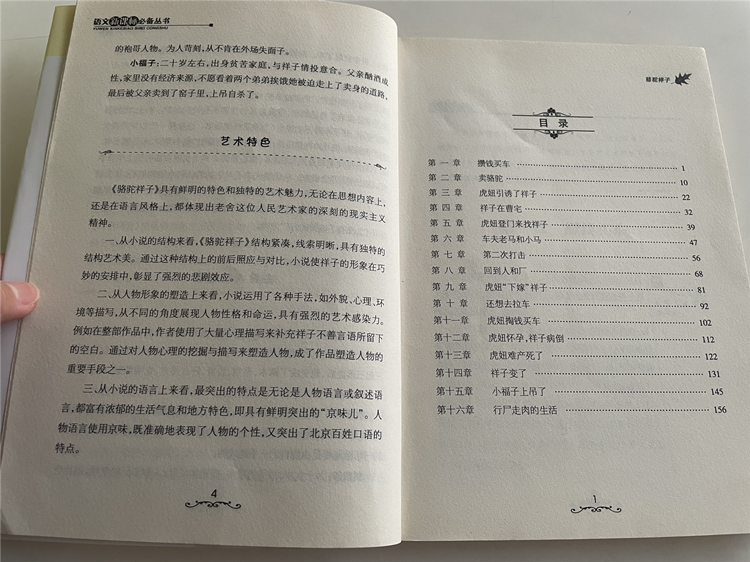 语文新课标必备丛书
YUWEN XINKEBIAO BIBEI CONGSHU
的袍哥人物。为人苛刻,从不肯在外场失面子。
小福子:二十岁左右,出身贫苦家庭,与祥子情投意合。父亲酗酒成
性,家里没有经济来源,不愿看着两个弟弟挨饿她被迫走上了卖身的道路,
最后被父亲卖到了窑子里,上吊自杀了。
艺术特色
《骆驼祥子》具有鲜明的特色和独特的艺术魅力,无论在思想内容上,
还是在语言风格上,都体现出老舍这位人民艺术家的深刻的现实主义
精神。
一、从小说的结构来看,《骆驼祥子》结构紧凑,线索明晰,具有独特的
结构艺术美。通过这种结构上的前后照应与对比,小说使祥子的形象在巧
妙的安排中,彰显了强烈的悲剧效应。
二、从人物形象的塑造上来看,小说运用了各种手法,如外貌、心理、环
境等描写,从不同的角度展现人物性格和命运,具有强烈的艺术感染力。
例如在整部作品中,作者使用了大量心理描写来补充祥子不善言语所留下
的空白。通过对人物心理的挖掘与描写来塑造人物,成了作品塑造人物的
重要手段之一。
三、从小说的语言上来看,最突出的特点是无论是人物语言或叙述语
言,都富有浓郁的生活气息和地方特色,即具有鲜明突出的“京味儿”。人
物语言使用京味,既准确地表现了人物的个性,又突出了北京百姓口语的
特点。
4
骆驼祥子
目录
第一章 攒钱买车 1
第二章 卖骆驼 10
第三章 虎妞引诱了祥子 22
第四章 祥子在曹宅 32
第五章 虎妞登门来找祥子 39
第六章 车夫老马和小马 47
第七章 第二次打击 56
第八章 回到人和厂 68
第九章 虎妞“下嫁”祥子 81
第十章 还想去拉车 92
第十一章 虎妞掏钱买车 102
第十二章 虎妞怀孕,祥子病倒 112
第十三章 虎妞难产死了 122
第十四章 祥子变了 131
第十五章 小福子上吊了 145
第十六章 行尸走肉的生活 156
1